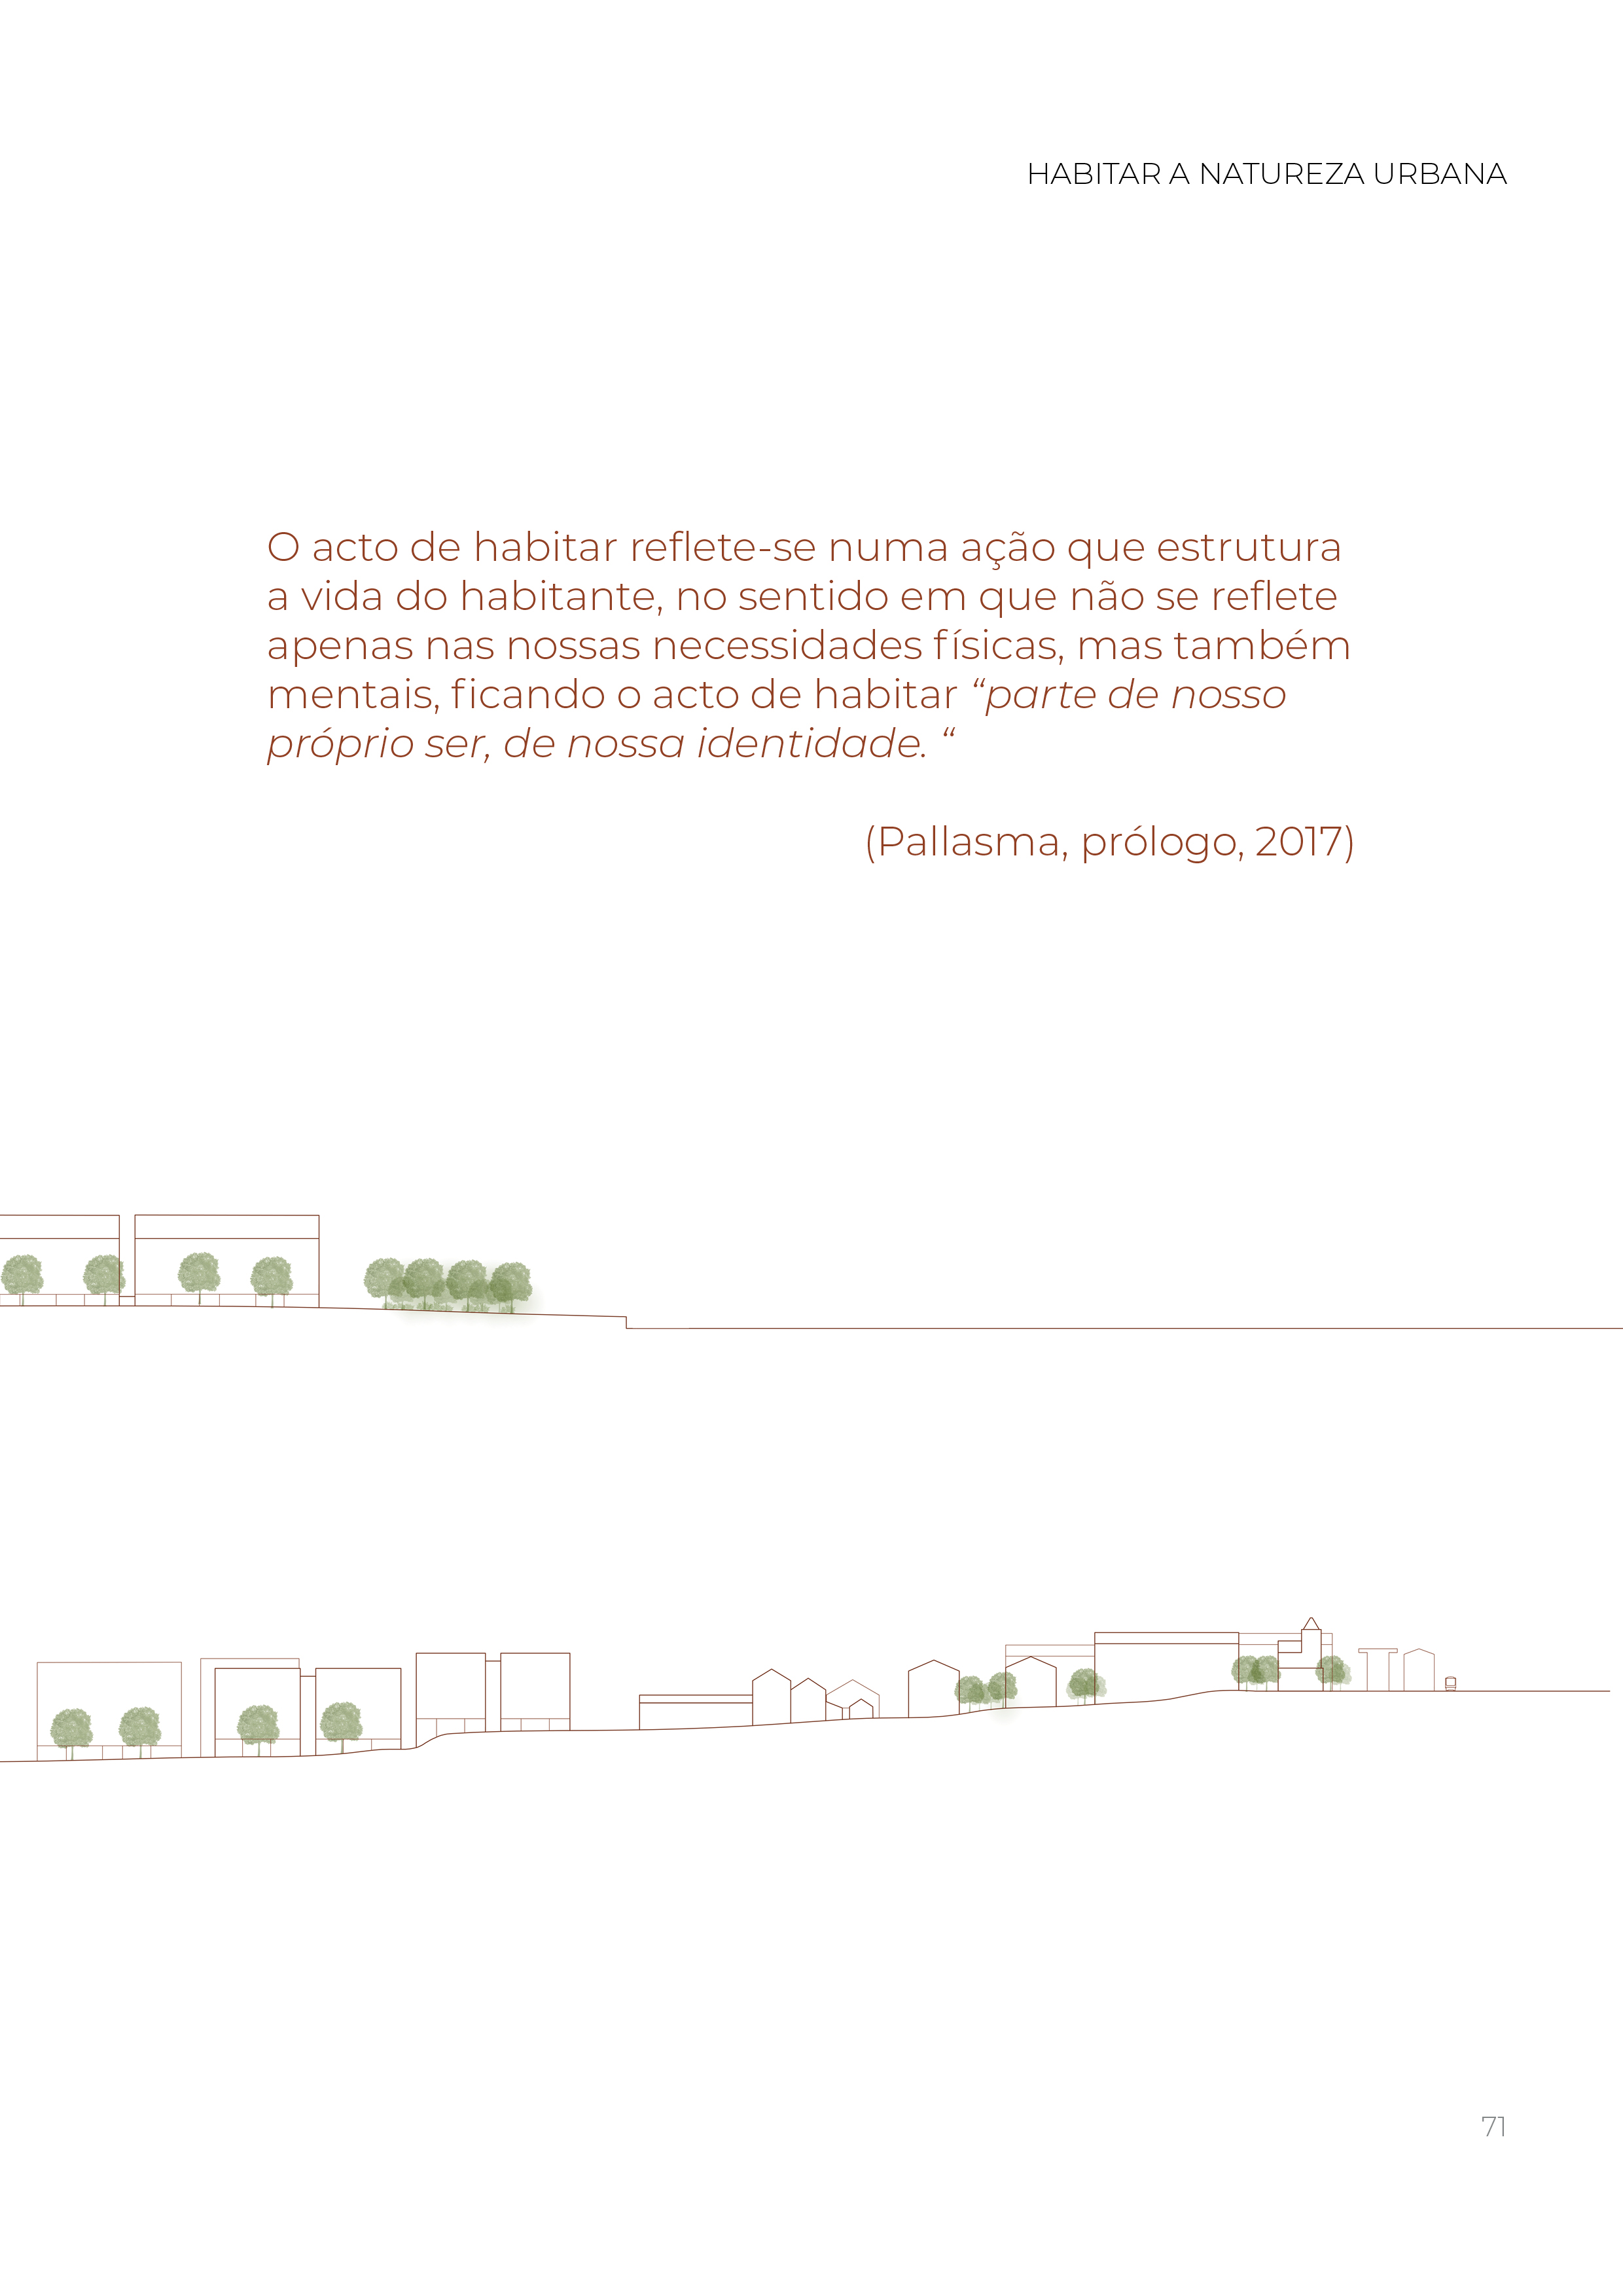 HABITAR A NATUREZA URBANA
O acto de habitar reflete-se numa ação que estrutura
a vida do habitante, no sentido em que não se reflete
apenas nas nossas necessidades físicas, mas também
mentais, ficando o acto de habitar “parte de nosso
próprio ser, de nossa identidade. “
(Pallasma, prólogo, 2017)
71